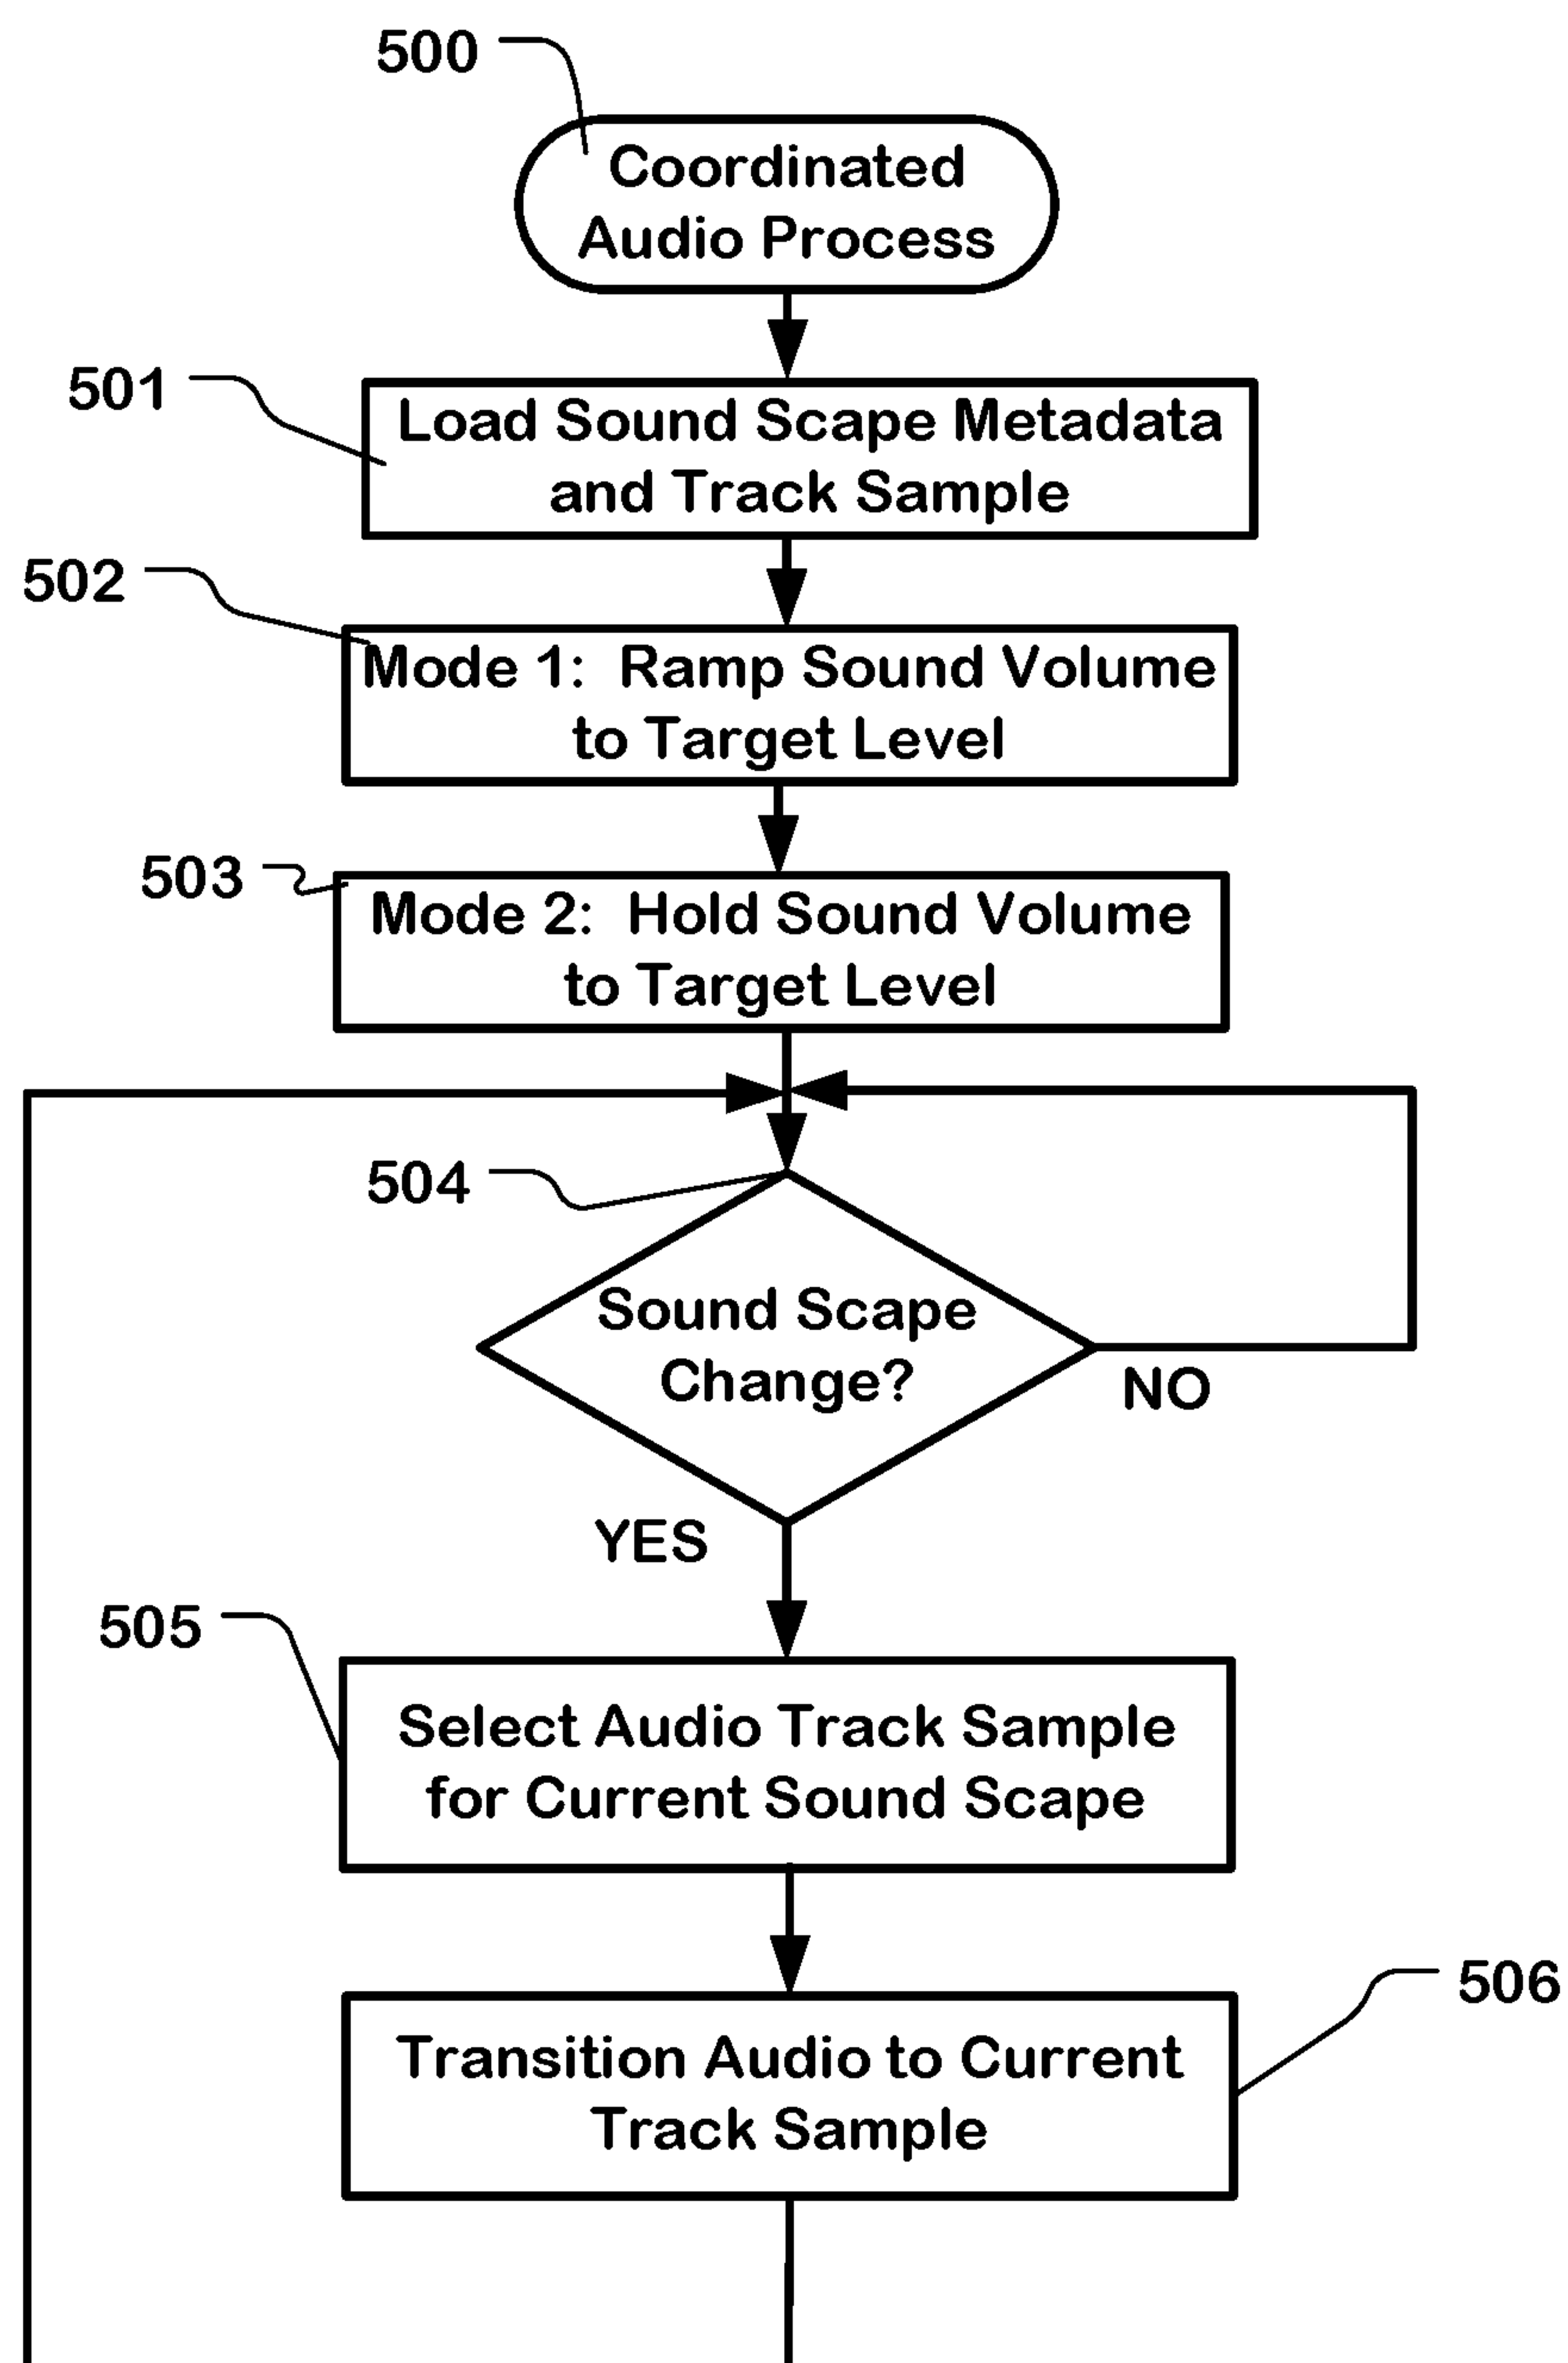 500
Coordinated
Audio Process
501
Load Sound Scape Metadata
and Track Sample
502
Mode 1: Ramp Sound Volume
to Target Level
503
Mode 2: Hold Sound Volume
to Target Level
504
Sound Scape
Change?
NO
YES
505
Select Audio Track Sample
for Current Sound Scape
506
Transition Audio to Current
Track Sample